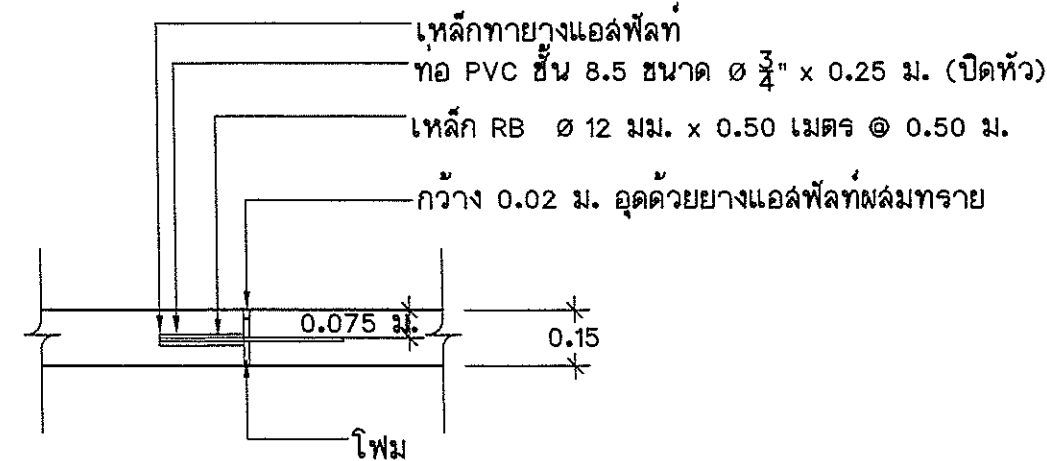 เหล็กทายางแอสฟัลท์
ท่อ PVC ชั้น 8.5 ขนาด Ø 3/4" x 0.25 ม. (ปิดหัว)
เหล็ก RB Ø 12 มม. x 0.50 เมตร @ 0.50 ม.
กว้าง 0.02 ม. อุดด้วยยางแอสฟัลท์ผสมทราย
0.075 ม.
0.15
โฟม